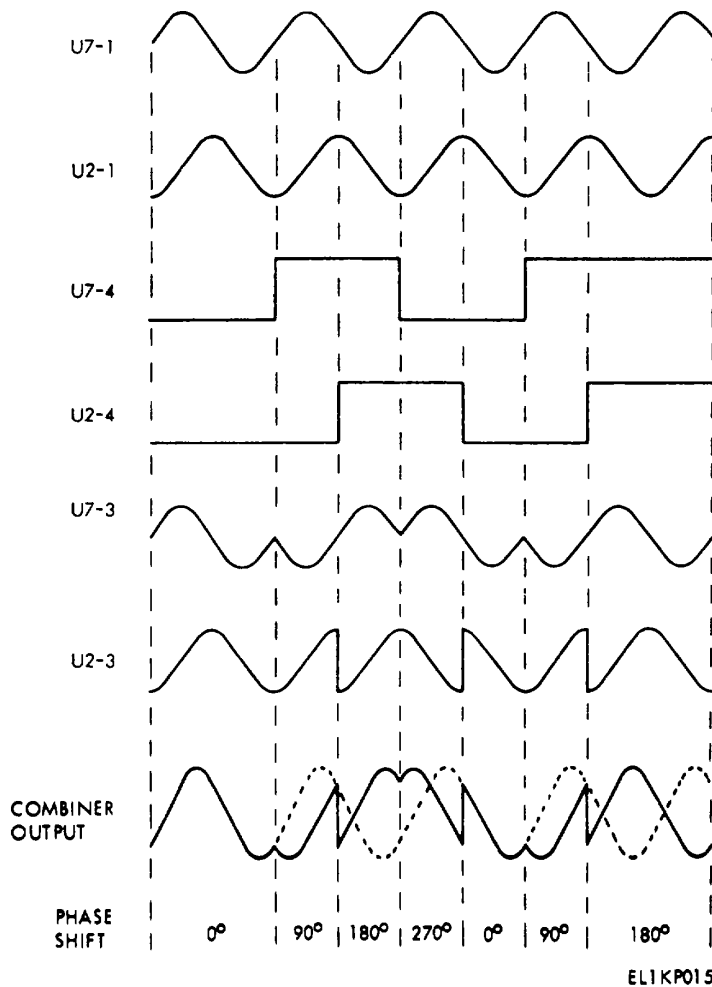 U7-1
U2-1
U7-4
U2-4
U7-3
U2-3
COMBINER
OUTPUT
PHASE
SHIFT
0° 90° 180° 270° 0° 90° 180°
EL1KP015